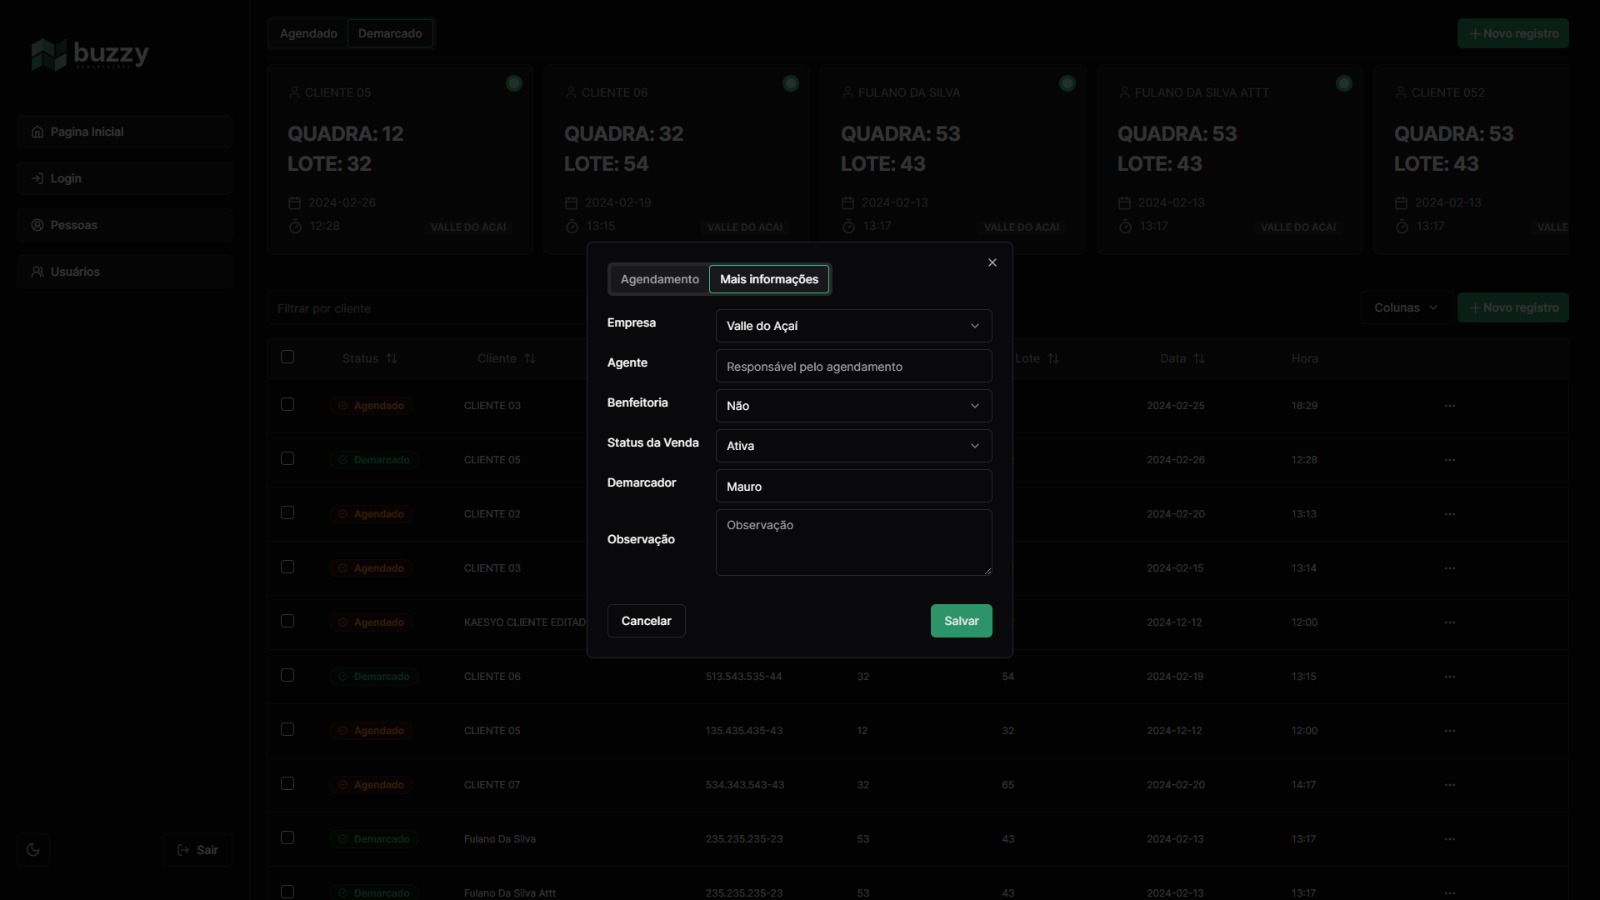 buzzy
Pagina Inicial
Login
Pessoas
Usuários
Sair
Agendado Demarcado
+ Novo registro
CLIENTE 05
QUADRA: 12
LOTE: 32
2024-02-26
12:28 VALLE DO ACAI
CLIENTE 06
QUADRA: 32
LOTE: 54
2024-02-19
13:15 VALLE DO ACAI
FULANO DA SILVA
QUADRA: 53
LOTE: 43
2024-02-13
13:17 VALLE DO ACAI
FULANO DA SILVA ATTT
QUADRA: 53
LOTE: 43
2024-02-13
13:17 VALLE DO ACAI
CLIENTE 052
QUADRA: 53
LOTE: 43
2024-02-13
13:17 VALLE
Filtrar por cliente Colunas + Novo registro
Status Cliente Lote Data Hora
Agendado CLIENTE 03 2024-02-25 18:29 ...
Demarcado CLIENTE 05 2024-02-26 12:28 ...
Agendado CLIENTE 02 2024-02-20 13:13 ...
Agendado CLIENTE 03 2024-02-15 13:14 ...
Agendado KAESYO CLIENTE EDITAD 2024-12-12 12:00 ...
Demarcado CLIENTE 06 513.543.535-44 32 54 2024-02-19 13:15 ...
Agendado CLIENTE 05 135.435.435-43 12 32 2024-12-12 12:00 ...
Agendado CLIENTE 07 534.343.543-43 32 65 2024-02-20 14:17 ...
Demarcado Fulano Da Silva 235.235.235-23 53 43 2024-02-13 13:17 ...
Demarcado Fulano Da Silva Attt 235.235.235-23 53 43 2024-02-13 13:17 ...
Agendamento Mais informações
Empresa Valle do Açaí
Agente Responsável pelo agendamento
Benfeitoria Não
Status da Venda Ativa
Demarcador Mauro
Observação Observação
Cancelar Salvar